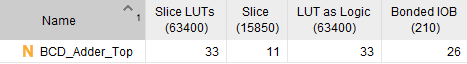 Name 1 Slice LUTs (63400) Slice (15850) LUT as Logic (63400) Bonded IOB (210)
N BCD_Adder_Top 33 11 33 26